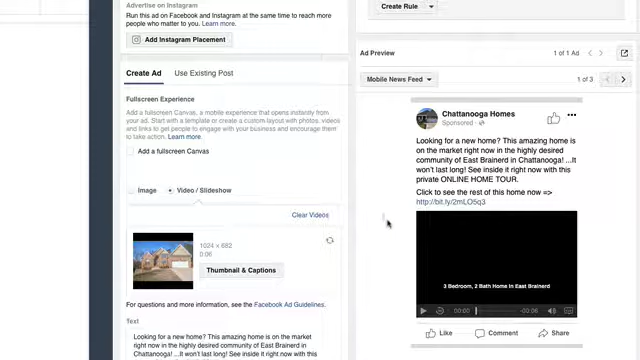 Advertise on Instagram
Run this ad on Facebook and Instagram at the same time to reach more
people who matter to you. Learn more.
Add Instagram Placement
Create Ad
Use Existing Post
Fullscreen Experience
Add a fullscreen Canvas, a mobile experience that opens instantly from
your ad. Start with a template or create a custom layout with photos, videos
and links to get people to engage with your business and encourage them
to take action. Learn more
Add a fullscreen Canvas
Image
Video / Slideshow
Clear Videos
1024 x 682
0:06
Thumbnail & Captions
For questions and more information, see the Facebook Ad Guidelines.
Text
Looking for a new home? This amazing home is on the
market right now in the highly desired community of East
Brainerd in Chattanooga! ...It won't last long! See inside it
Create Rule
Ad Preview
1 of 1 Ad
Mobile News Feed
1 of 3
Chattanooga Homes
Sponsored
Looking for a new home? This amazing home is
on the market right now in the highly desired
community of East Brainerd in Chattanooga! ...It
won't last long! See inside it right now with this
private ONLINE HOME TOUR.
Click to see the rest of this home now =>
http://bit.ly/2mLO5q3
3 Bedroom, 2 Bath Home In East Brainerd
00:00
-00:06
Like
Comment
Share